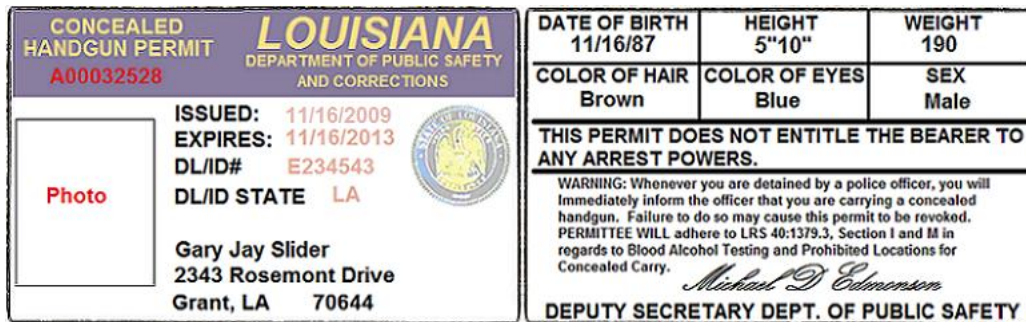 CONCEALED
HANDGUN PERMIT
A00032528
LOUISIANA
DEPARTMENT OF PUBLIC SAFETY
AND CORRECTIONS
Photo
ISSUED: 11/16/2009
EXPIRES: 11/16/2013
DL/ID# E234543
DL/ID STATE LA
Gary Jay Slider
2343 Rosemont Drive
Grant, LA 70644
DATE OF BIRTH HEIGHT WEIGHT
11/16/87 5"10" 190
COLOR OF HAIR COLOR OF EYES SEX
Brown Blue Male
THIS PERMIT DOES NOT ENTITLE THE BEARER TO
ANY ARREST POWERS.
WARNING: Whenever you are detained by a police officer, you will
Immediately inform the officer that you are carrying a concealed
handgun. Failure to do so may cause this permit to be revoked.
PERMITTEE WILL adhere to LRS 40:1379.3, Section I and M in
regards to Blood Alcohol Testing and Prohibited Locations for
Concealed Carry.
Michael D Edmonson
DEPUTY SECRETARY DEPT. OF PUBLIC SAFETY